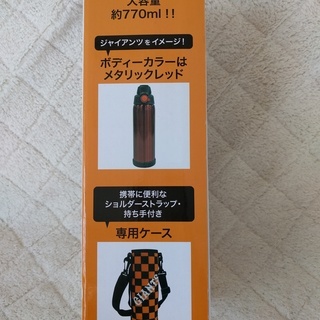 大容量
約770ml!!
ジャイアンツをイメージ!
ボディーカラーは
メタリックレッド
携帯に便利な
ショルダーストラップ・
持ち手付き
専用ケース
GIANTS